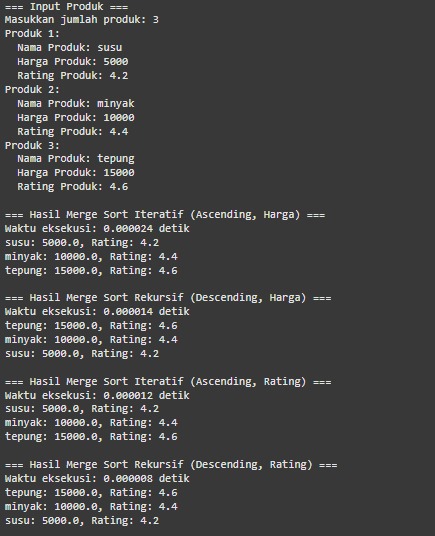 === Input Produk ===
Masukkan jumlah produk: 3
Produk 1:
  Nama Produk: susu
  Harga Produk: 5000
  Rating Produk: 4.2
Produk 2:
  Nama Produk: minyak
  Harga Produk: 10000
  Rating Produk: 4.4
Produk 3:
  Nama Produk: tepung
  Harga Produk: 15000
  Rating Produk: 4.6

=== Hasil Merge Sort Iteratif (Ascending, Harga) ===
Waktu eksekusi: 0.000024 detik
susu: 5000.0, Rating: 4.2
minyak: 10000.0, Rating: 4.4
tepung: 15000.0, Rating: 4.6

=== Hasil Merge Sort Rekursif (Descending, Harga) ===
Waktu eksekusi: 0.000014 detik
tepung: 15000.0, Rating: 4.6
minyak: 10000.0, Rating: 4.4
susu: 5000.0, Rating: 4.2

=== Hasil Merge Sort Iteratif (Ascending, Rating) ===
Waktu eksekusi: 0.000012 detik
susu: 5000.0, Rating: 4.2
minyak: 10000.0, Rating: 4.4
tepung: 15000.0, Rating: 4.6

=== Hasil Merge Sort Rekursif (Descending, Rating) ===
Waktu eksekusi: 0.000008 detik
tepung: 15000.0, Rating: 4.6
minyak: 10000.0, Rating: 4.4
susu: 5000.0, Rating: 4.2